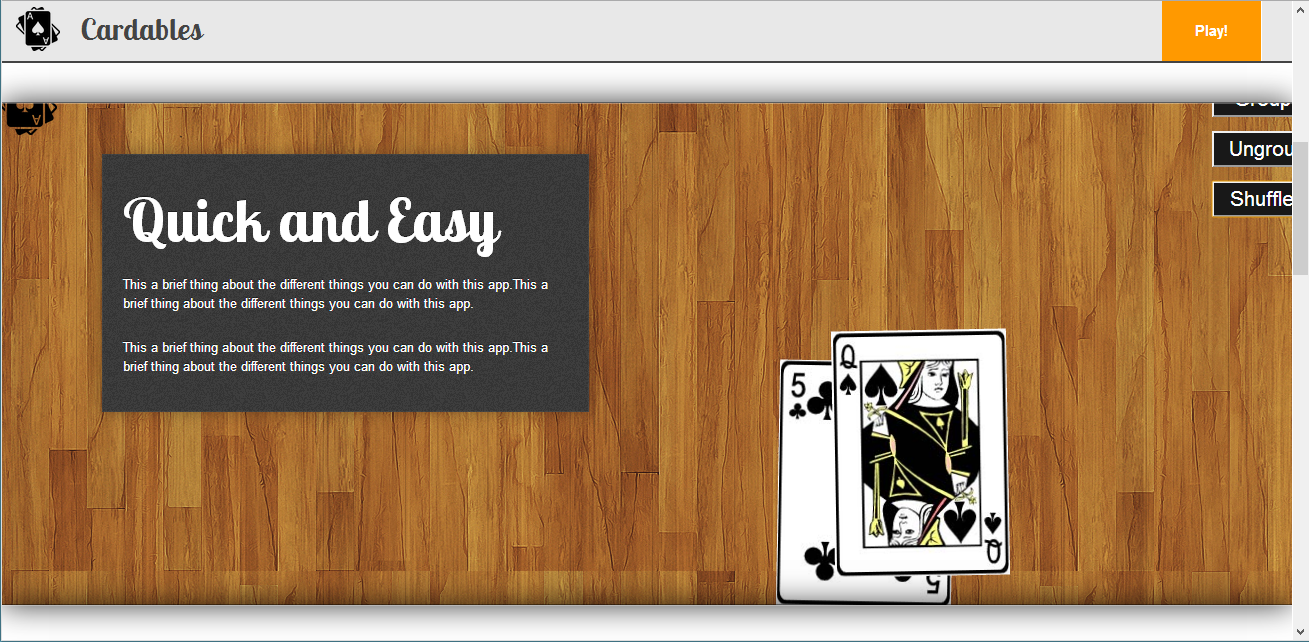 Cardables
Play!
Group
Ungrou
Shuffle
Quick and Easy
This a brief thing about the different things you can do with this app.This a
brief thing about the different things you can do with this app.
This a brief thing about the different things you can do with this app.This a
brief thing about the different things you can do with this app.
Q
5
Q
5
A
A
A